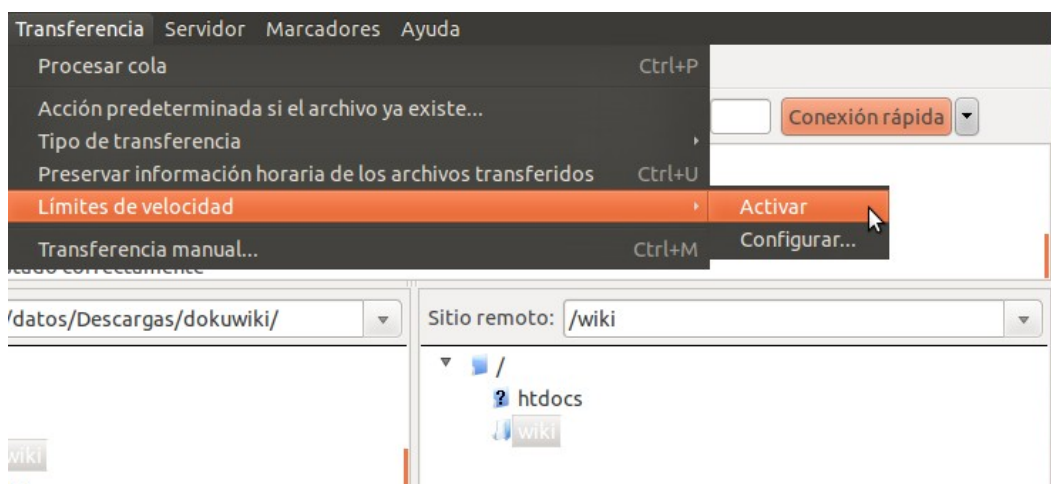 Transferencia Servidor Marcadores Ayuda
Procesar cola Ctrl+P
Acción predeterminada si el archivo ya existe...
Conexión rápida
Tipo de transferencia
Preservar información horaria de los archivos transferidos Ctrl+U
Límites de velocidad Activar
Configurar...
Transferencia manual... Ctrl+M
correctamente
/datos/Descargas/dokuwiki/ Sitio remoto: /wiki
/
htdocs
wiki
wiki